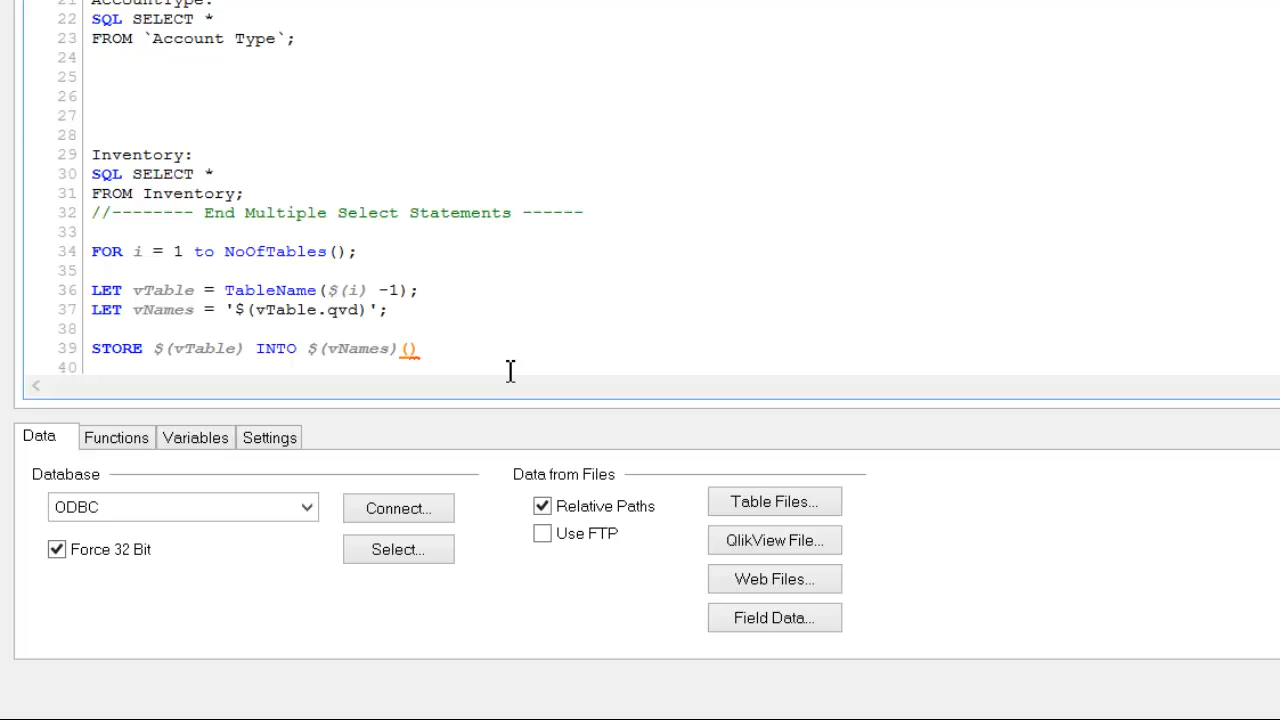 21 AccountType:
22 SQL SELECT *
23 FROM `Account Type`;
24
25
26
27
28
29 Inventory:
30 SQL SELECT *
31 FROM Inventory;
32 //-------- End Multiple Select Statements ------
33
34 FOR i = 1 to NoOfTables();
35
36 LET vTable = TableName($(i) -1);
37 LET vNames = '$(vTable.qvd)';
38
39 STORE $(vTable) INTO $(vNames)()
40
<
Data Functions Variables Settings
Database
ODBC
Connect...
Force 32 Bit
Select...
Data from Files
Relative Paths
Use FTP
Table Files...
QlikView File...
Web Files...
Field Data...